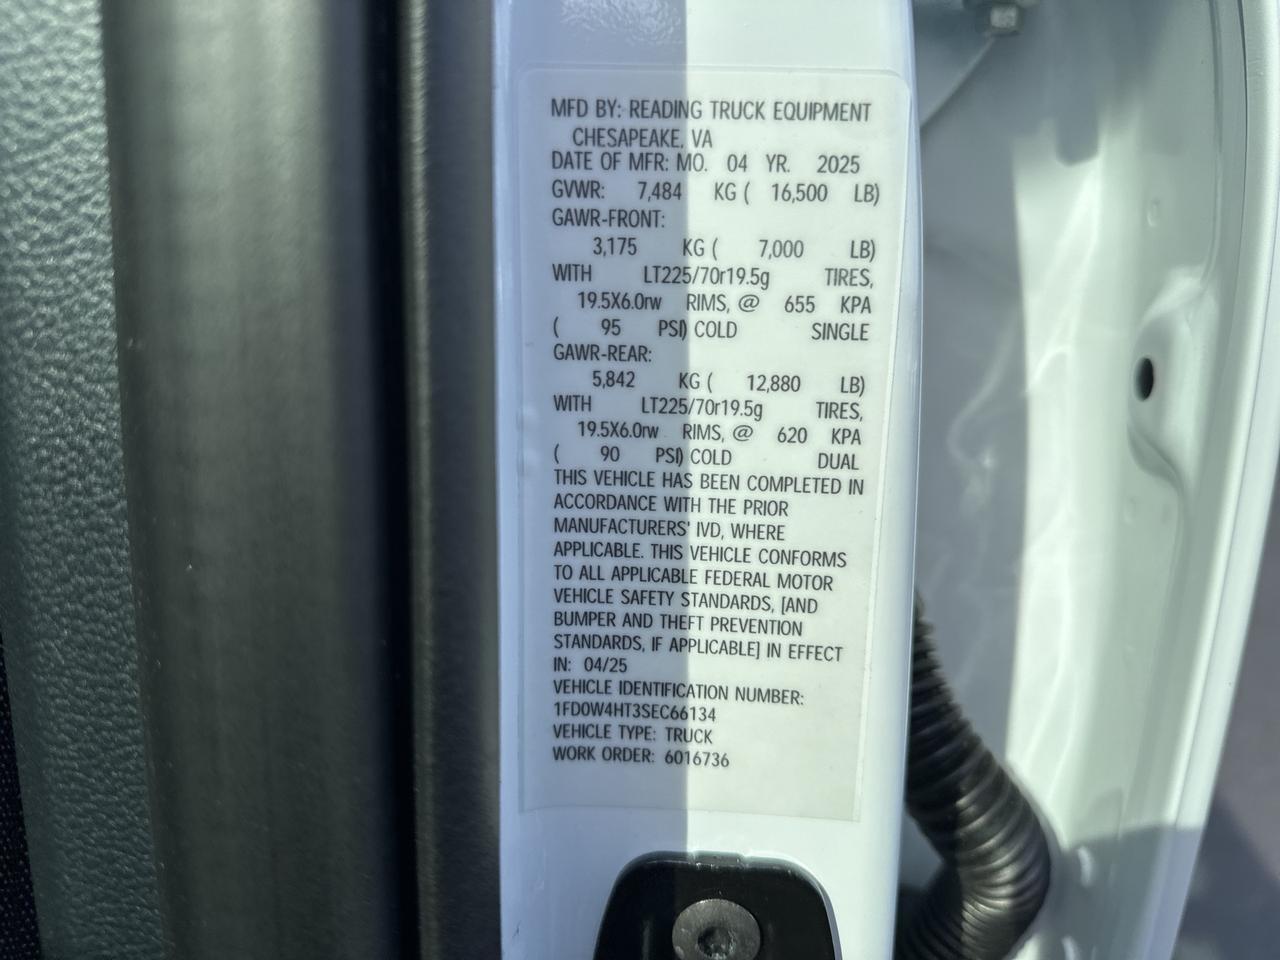 MFD BY: READING TRUCK EQUIPMENT
CHESAPEAKE, VA
DATE OF MFR: MO. 04 YR. 2025
GVWR: 7,484 KG ( 16,500 LB)
GAWR-FRONT:
3,175 KG ( 7,000 LB)
WITH LT225/70r19.5g TIRES,
19.5X6.0rw RIMS, @ 655 KPA
( 95 PSI) COLD SINGLE
GAWR-REAR:
5,842 KG ( 12,880 LB)
WITH LT225/70r19.5g TIRES,
19.5X6.0rw RIMS, @ 620 KPA
( 90 PSI) COLD DUAL
THIS VEHICLE HAS BEEN COMPLETED IN
ACCORDANCE WITH THE PRIOR
MANUFACTURERS' IVD, WHERE
APPLICABLE. THIS VEHICLE CONFORMS
TO ALL APPLICABLE FEDERAL MOTOR
VEHICLE SAFETY STANDARDS, [AND
BUMPER AND THEFT PREVENTION
STANDARDS, IF APPLICABLE] IN EFFECT
IN: 04/25
VEHICLE IDENTIFICATION NUMBER:
1FD0W4HT3SEC66134
VEHICLE TYPE: TRUCK
WORK ORDER: 6016736